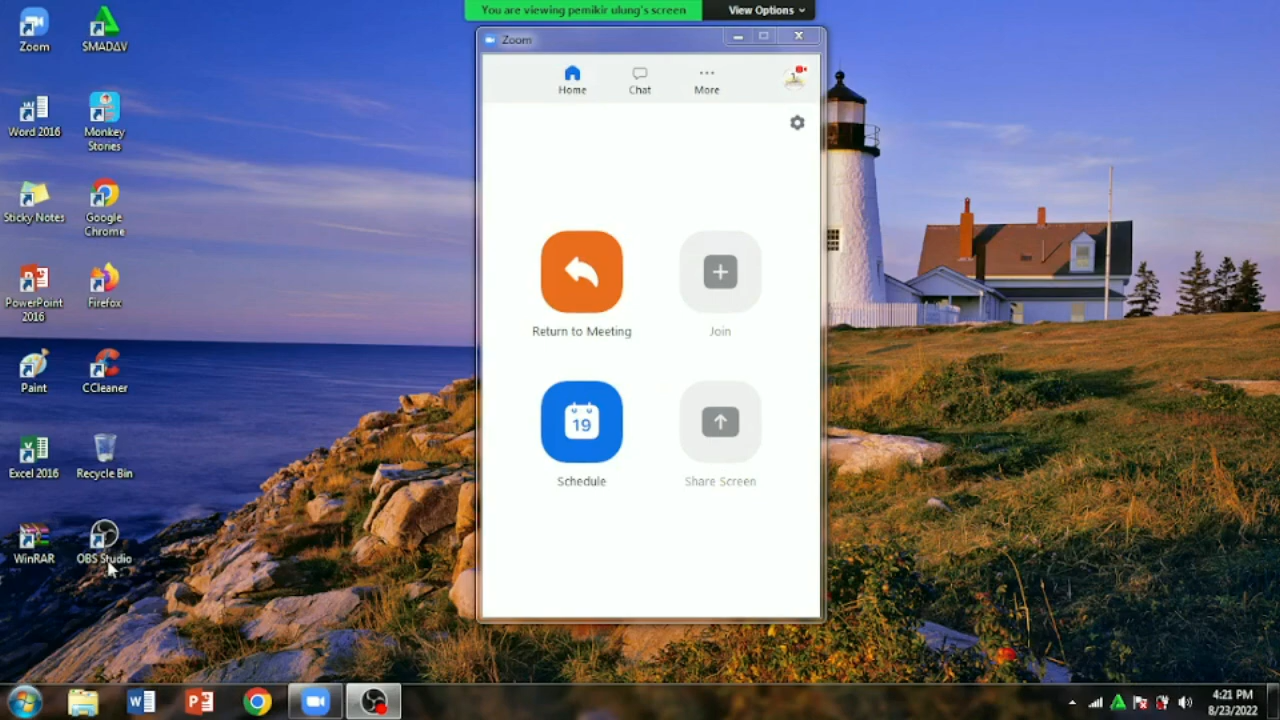 You are viewing pemikir ulung's screen
View Options
Zoom
Home
Chat
More
Return to Meeting
Join
19
Schedule
Share Screen
Zoom
SMADAV
Word 2016
Monkey
Stories
Sticky Notes
Google
Chrome
PowerPoint
2016
Firefox
Paint
CCleaner
Excel 2016
Recycle Bin
WinRAR
OBS Studio
4:21 PM
8/23/2022